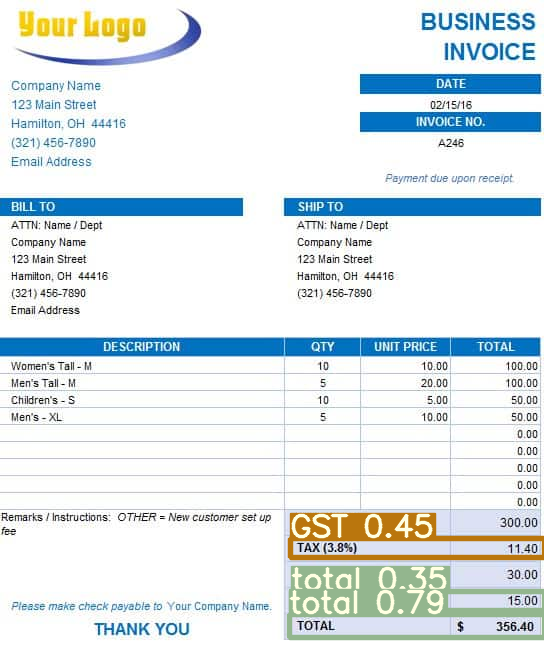 Your Logo
BUSINESS
INVOICE
Company Name
123 Main Street
Hamilton, OH 44416
(321) 456-7890
Email Address
DATE
02/15/16
INVOICE NO.
A246
Payment due upon receipt.
BILL TO SHIP TO
ATTN: Name / Dept ATTN: Name / Dept
Company Name Company Name
123 Main Street 123 Main Street
Hamilton, OH 44416 Hamilton, OH 44416
(321) 456-7890 (321) 456-7890
Email Address
DESCRIPTION QTY UNIT PRICE TOTAL
Women's Tall - M 10 10.00 100.00
Men's Tall - M 5 20.00 100.00
Children's - S 10 5.00 50.00
Men's - XL 5 10.00 50.00
0.00
0.00
0.00
0.00
0.00
Remarks / Instructions: OTHER = New customer set up
fee
GST 0.45 300.00
TAX (3.8%) 11.40
total 0.35 30.00
total 0.79 15.00
Please make check payable to Your Company Name.
THANK YOU
TOTAL $ 356.40